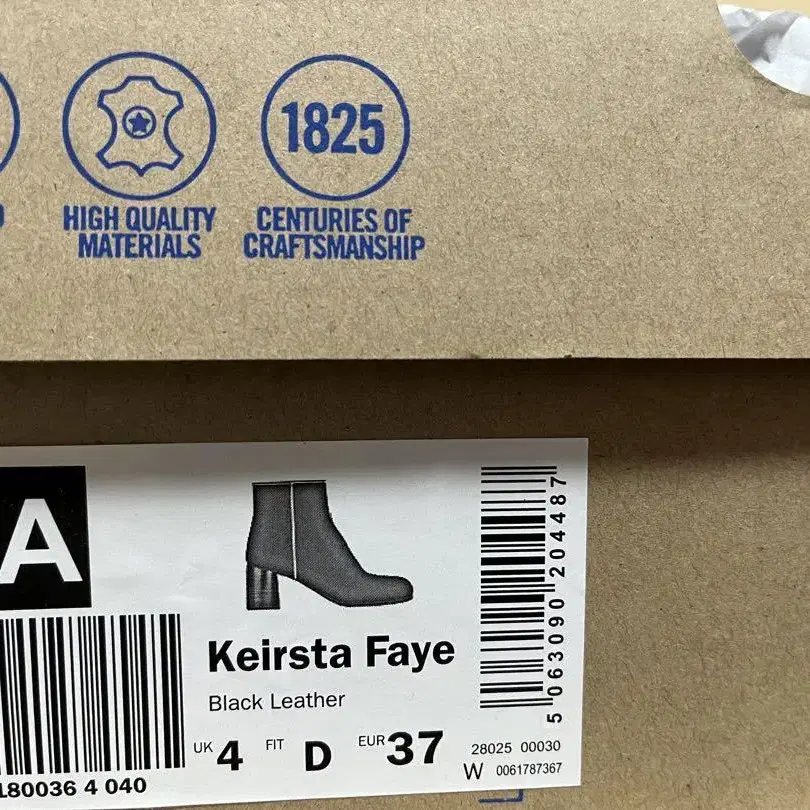 1825
HIGH QUALITY
MATERIALS
CENTURIES OF
CRAFTSMANSHIP
A
Keirsta Faye
Black Leather
UK 4 FIT D EUR 37
5 063090 204487
28025 00030
W 0061787367
180036 4 040